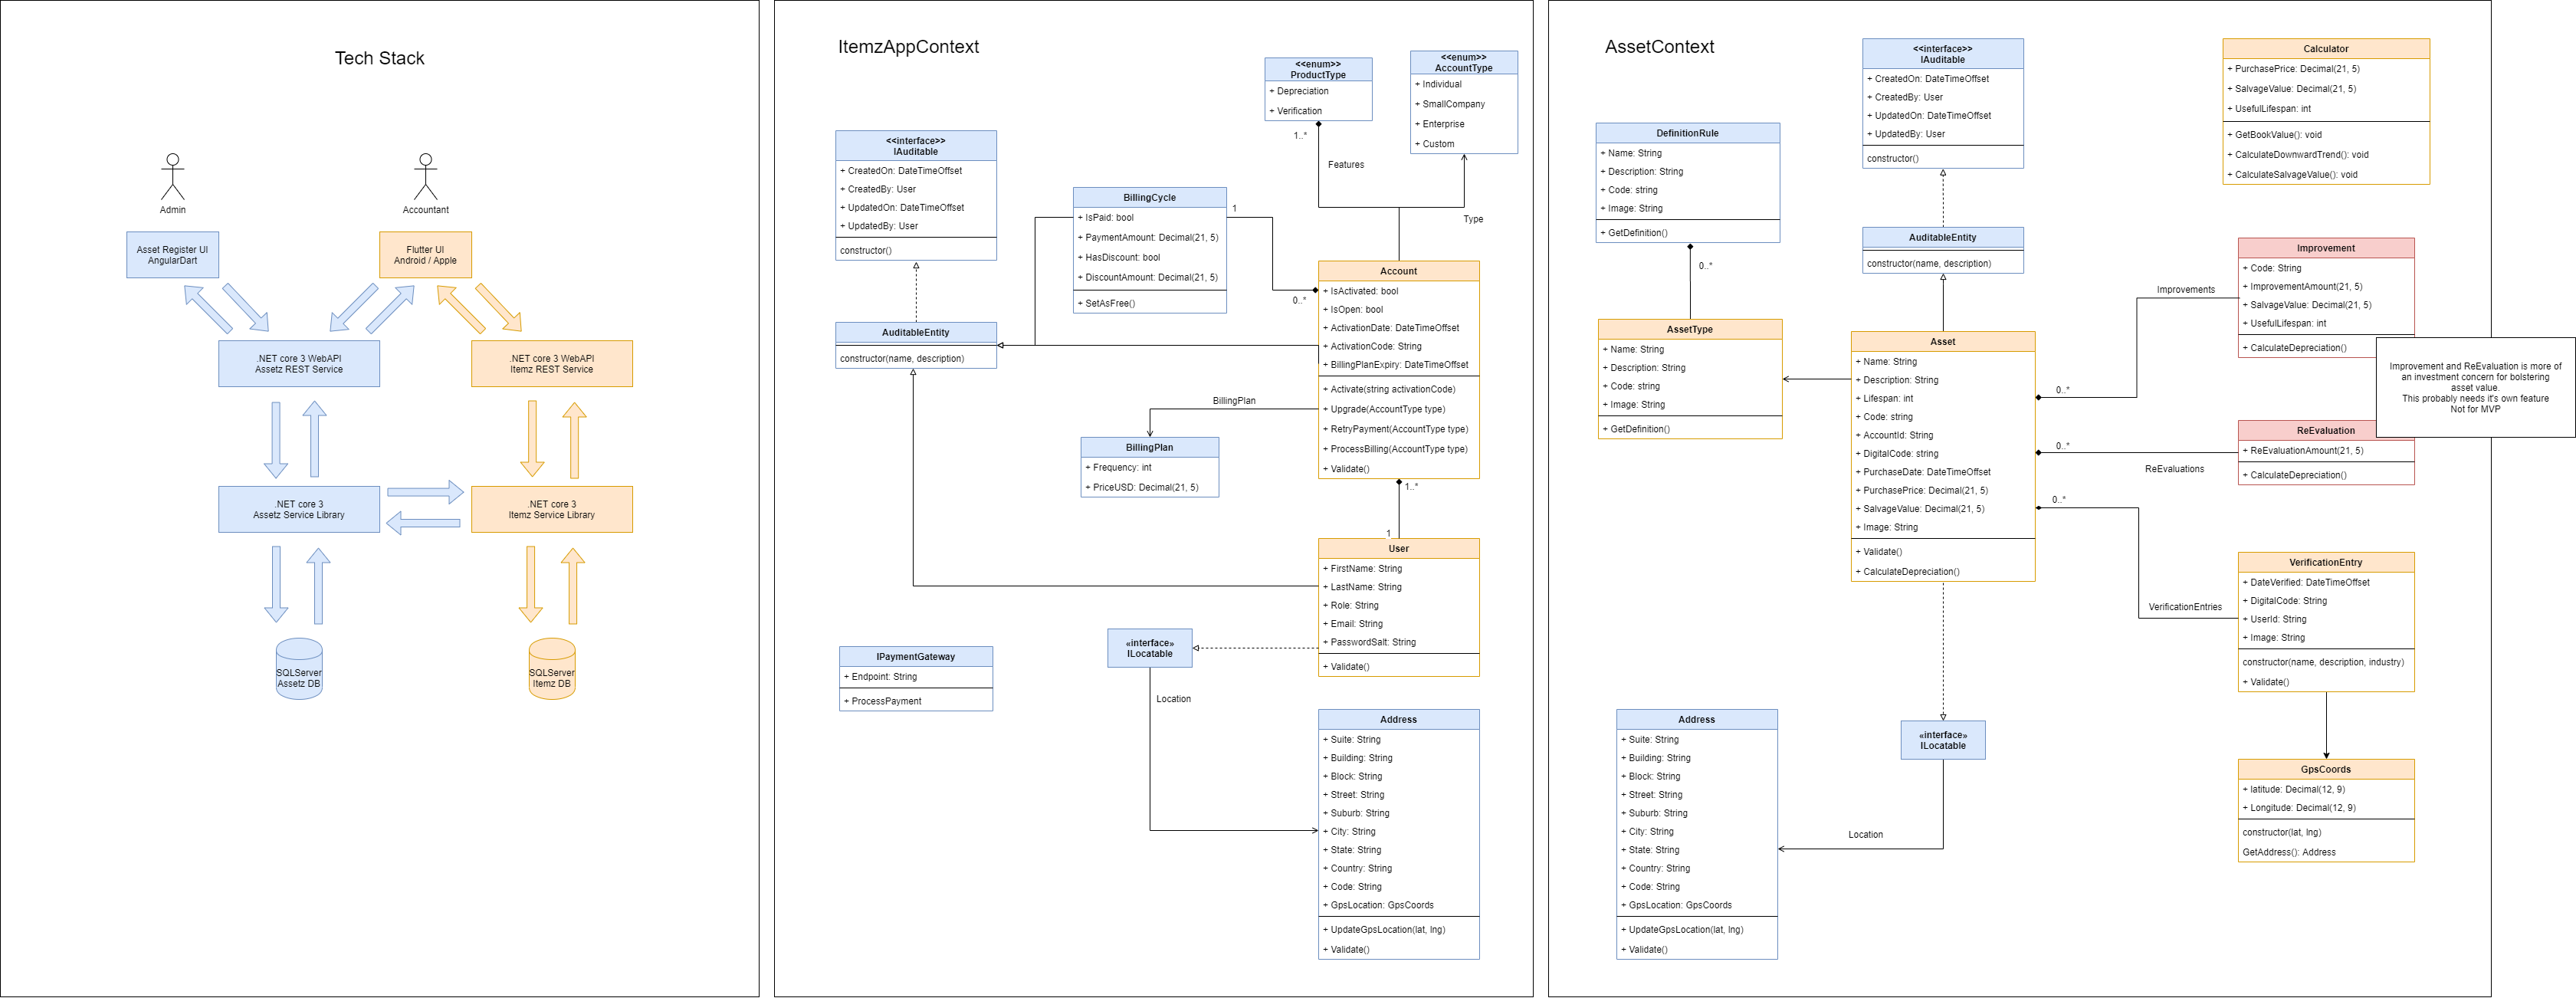 Tech Stack
Admin
Accountant
Asset Register UI
AngularDart
Flutter UI
Android / Apple
.NET core 3 WebAPI
Assetz REST Service
.NET core 3 WebAPI
Itemz REST Service
.NET core 3
Assetz Service Library
.NET core 3
Itemz Service Library
SQLServer
Assetz DB
SQLServer
Itemz DB
ItemzAppContext
<<enum>>
ProductType
+ Depreciation
+ Verification
<<enum>>
AccountType
+ Individual
+ SmallCompany
+ Enterprise
+ Custom
1..*
Features
Type
<<interface>>
IAuditable
+ CreatedOn: DateTimeOffset
+ CreatedBy: User
+ UpdatedOn: DateTimeOffset
+ UpdatedBy: User
constructor()
BillingCycle
+ IsPaid: bool
+ PaymentAmount: Decimal(21, 5)
+ HasDiscount: bool
+ DiscountAmount: Decimal(21, 5)
+ SetAsFree()
1
0..*
Account
+ IsActivated: bool
+ IsOpen: bool
+ ActivationDate: DateTimeOffset
+ ActivationCode: String
+ BillingPlanExpiry: DateTimeOffset
+ Activate(string activationCode)
+ Upgrade(AccountType type)
+ RetryPayment(AccountType type)
+ ProcessBilling(AccountType type)
+ Validate()
AuditableEntity
constructor(name, description)
BillingPlan
BillingPlan
+ Frequency: int
+ PriceUSD: Decimal(21, 5)
1..*
1
User
+ FirstName: String
+ LastName: String
+ Role: String
+ Email: String
+ PasswordSalt: String
+ Validate()
«interface»
ILocatable
Location
IPaymentGateway
+ Endpoint: String
+ ProcessPayment
Address
+ Suite: String
+ Building: String
+ Block: String
+ Street: String
+ Suburb: String
+ City: String
+ State: String
+ Country: String
+ Code: String
+ GpsLocation: GpsCoords
+ UpdateGpsLocation(lat, lng)
+ Validate()
AssetContext
<<interface>>
IAuditable
+ CreatedOn: DateTimeOffset
+ CreatedBy: User
+ UpdatedOn: DateTimeOffset
+ UpdatedBy: User
constructor()
Calculator
+ PurchasePrice: Decimal(21, 5)
+ SalvageValue: Decimal(21, 5)
+ UsefulLifespan: int
+ GetBookValue(): void
+ CalculateDownwardTrend(): void
+ CalculateSalvageValue(): void
DefinitionRule
+ Name: String
+ Description: String
+ Code: string
+ Image: String
+ GetDefinition()
0..*
AuditableEntity
constructor(name, description)
AssetType
+ Name: String
+ Description: String
+ Code: string
+ Image: String
+ GetDefinition()
Asset
+ Name: String
+ Description: String
+ Lifespan: int
+ Code: string
+ AccountId: String
+ DigitalCode: string
+ PurchaseDate: DateTimeOffset
+ PurchasePrice: Decimal(21, 5)
+ SalvageValue: Decimal(21, 5)
+ Image: String
+ Validate()
+ CalculateDepreciation()
Improvements
0..*
Improvement
+ Code: String
+ ImprovementAmount(21, 5)
+ SalvageValue: Decimal(21, 5)
+ UsefulLifespan: int
+ CalculateDepreciation()
Improvement and ReEvaluation is more of
an investment concern for bolstering
asset value.
This probably needs it's own feature
Not for MVP
0..*
ReEvaluations
ReEvaluation
+ ReEvaluationAmount(21, 5)
+ CalculateDepreciation()
0..*
VerificationEntries
VerificationEntry
+ DateVerified: DateTimeOffset
+ DigitalCode: String
+ UserId: String
+ Image: String
constructor(name, description, industry)
+ Validate()
«interface»
ILocatable
Location
Address
+ Suite: String
+ Building: String
+ Block: String
+ Street: String
+ Suburb: String
+ City: String
+ State: String
+ Country: String
+ Code: String
+ GpsLocation: GpsCoords
+ UpdateGpsLocation(lat, lng)
+ Validate()
GpsCoords
+ latitude: Decimal(12, 9)
+ Longitude: Decimal(12, 9)
constructor(lat, lng)
GetAddress(): Address